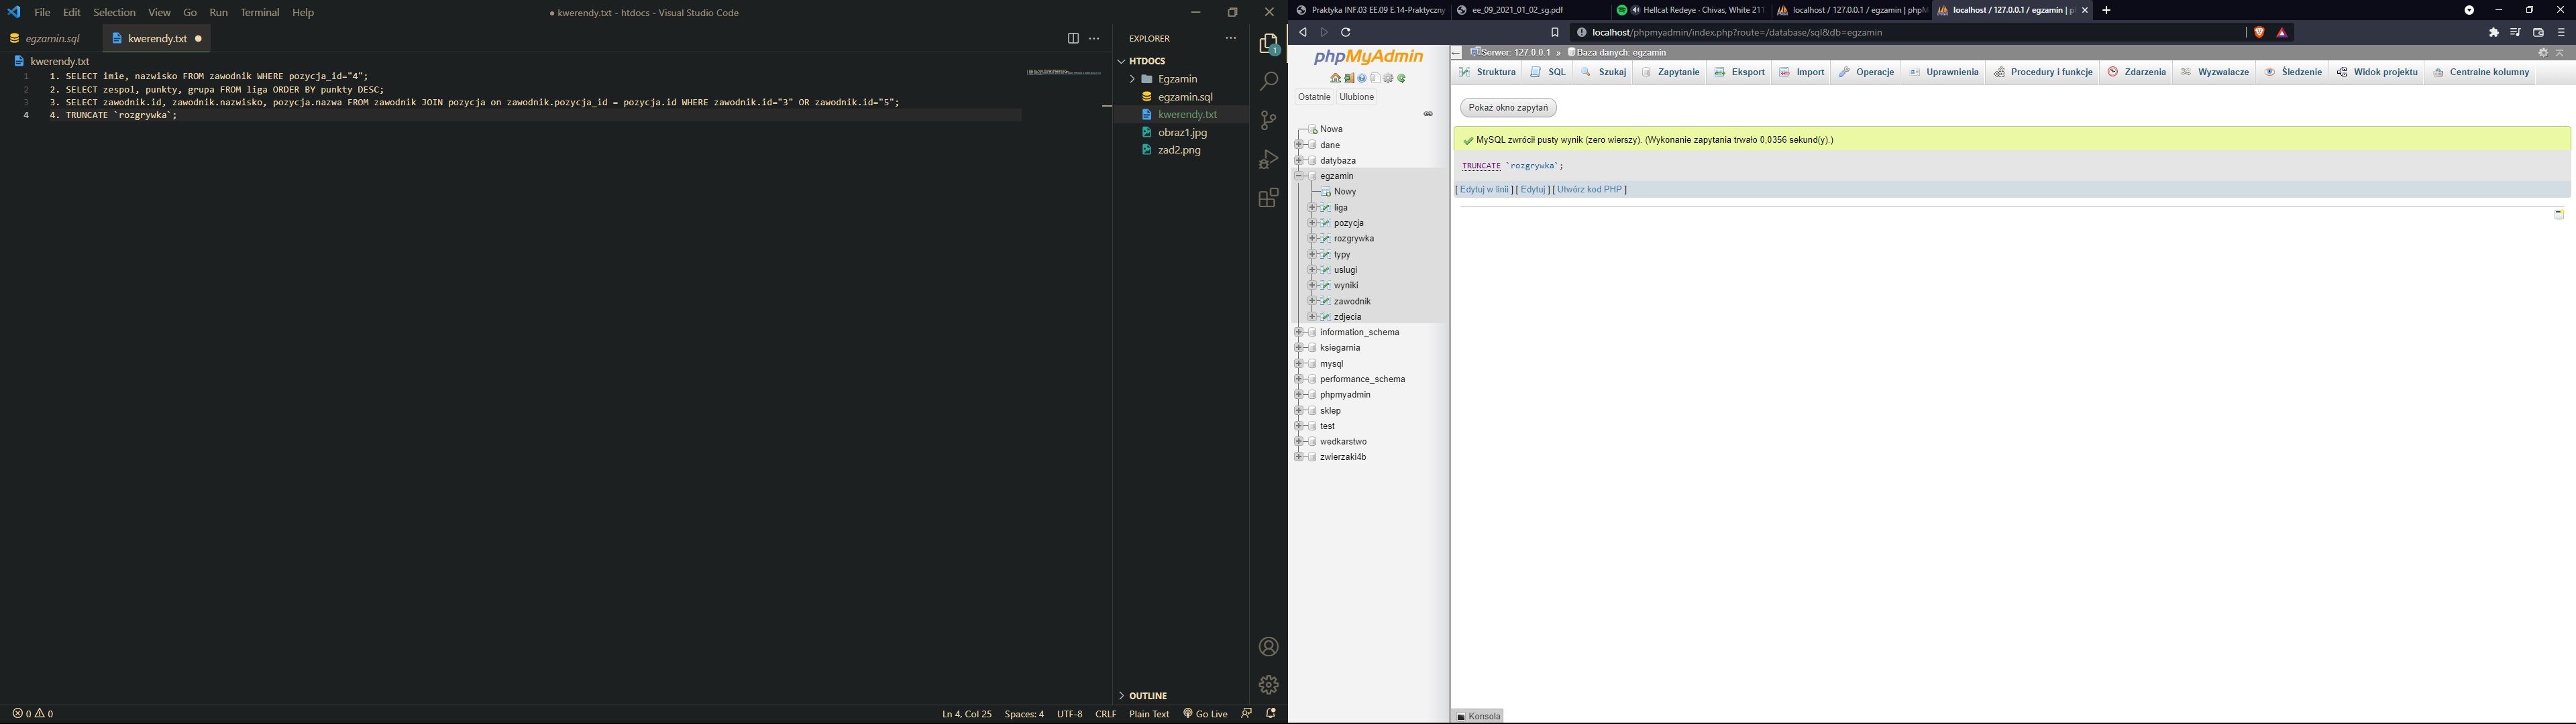 File Edit Selection View Go Run Terminal Help
● kwerendy.txt - htdocs - Visual Studio Code
egzamin.sql
kwerendy.txt
kwerendy.txt
1 1. SELECT imie, nazwisko FROM zawodnik WHERE pozycja_id="4";
2 2. SELECT zespol, punkty, grupa FROM liga ORDER BY punkty DESC;
3 3. SELECT zawodnik.id, zawodnik.nazwisko, pozycja.nazwa FROM zawodnik JOIN pozycja on zawodnik.pozycja_id = pozycja.id WHERE zawodnik.id="3" OR zawodnik.id="5";
4 4. TRUNCATE `rozgrywka`;
EXPLORER
HTDOCS
Egzamin
egzamin.sql
kwerendy.txt
obraz1.jpg
zad2.png
OUTLINE
1
0 0
Ln 4, Col 25 Spaces: 4 UTF-8 CRLF Plain Text Go Live
Praktyka INF.03 EE.09 E.14-Praktyczny
ee_09_2021_01_02_sg.pdf
Hellcat Redeye - Chivas, White 211
localhost / 127.0.0.1 / egzamin | phpM
localhost / 127.0.0.1 / egzamin | p
localhost/phpmyadmin/index.php?route=/database/sql&db=egzamin
phpMyAdmin
Ostatnie Ulubione
Nowa
dane
datybaza
egzamin
Nowy
liga
pozycja
rozgrywka
typy
uslugi
wyniki
zawodnik
zdjecia
information_schema
ksiegarnia
mysql
performance_schema
phpmyadmin
sklep
test
wedkarstwo
zwierzaki4b
Serwer: 127.0.0.1 » Baza danych: egzamin
Struktura SQL Szukaj Zapytanie Eksport Import Operacje Uprawnienia Procedury i funkcje Zdarzenia Wyzwalacze Śledzenie Widok projektu Centralne kolumny
Pokaż okno zapytań
MySQL zwrócił pusty wynik (zero wierszy). (Wykonanie zapytania trwało 0,0356 sekund(y).)
TRUNCATE `rozgrywka`;
[ Edytuj w linii ] [ Edytuj ] [ Utwórz kod PHP ]
Konsola